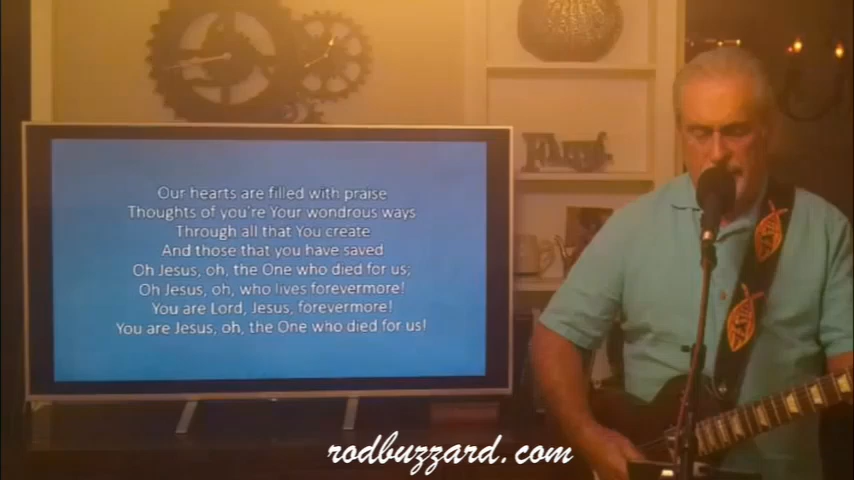 Our hearts are filled with praise
Thoughts of you're Your wondrous ways
Through all that You create
And those that you have saved
Oh Jesus, oh, the One who died for us;
Oh Jesus, oh, who lives forevermore!
You are Lord, Jesus, forevermore!
You are Jesus, oh, the One who died for us!
rodbuzzard.com